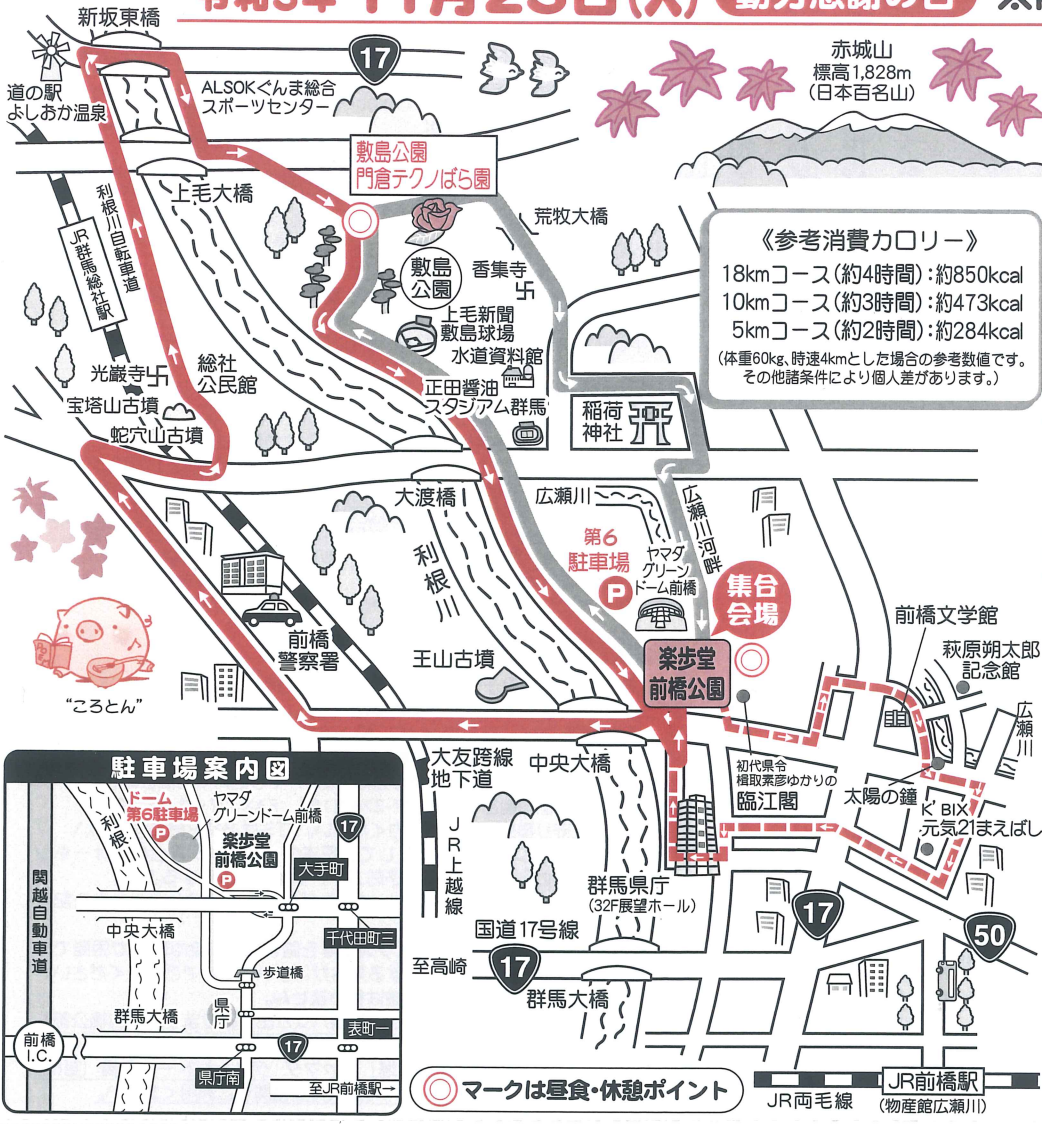 令和3年 11月23日(火) 勤労感謝の日
新坂東橋
17
道の駅
よしおか温泉
ALSOKぐんま総合
スポーツセンター
赤城山
標高1,828m
(日本百名山)
敷島公園
門倉テクノばら園
上毛大橋
利根川自転車道
JR群馬総社駅
荒牧大橋
敷島
公園
香集寺
上毛新聞
敷島球場
水道資料館
《参考消費カロリー》
18kmコース(約4時間):約850kcal
10kmコース(約3時間):約473kcal
5kmコース(約2時間):約284kcal
(体重60kg、時速4kmとした場合の参考数値です。
その他諸条件により個人差があります。)
光巌寺
総社
公民館
宝塔山古墳
蛇穴山古墳
正田醤油
スタジアム群馬
稲荷
神社
大渡橋
利根川
広瀬川
広瀬川河畔
第6
駐車場
P
ヤマダ
グリーン
ドーム前橋
集合
会場
前橋
警察署
王山古墳
楽歩堂
前橋公園
前橋文学館
萩原朔太郎
記念館
広瀬川
"ころとん"
大友跨線
地下道
中央大橋
初代県令
楫取素彦ゆかりの
臨江閣
太陽の鐘
K'BIX
元気21まえばし
JR上越線
群馬県庁
(32F展望ホール)
国道17号線
17
50
至高崎
17
群馬大橋
駐車場案内図
ドーム
第6駐車場
P
利根川
ヤマダ
グリーンドーム前橋
楽歩堂
前橋公園
P
17
大手町
関越自動車道
中央大橋
千代田町三
歩道橋
群馬大橋
県庁
表町一
前橋
I.C.
17
県庁南
至JR前橋駅→
◎マークは昼食・休憩ポイント
JR両毛線
JR前橋駅
(物産館広瀬川)